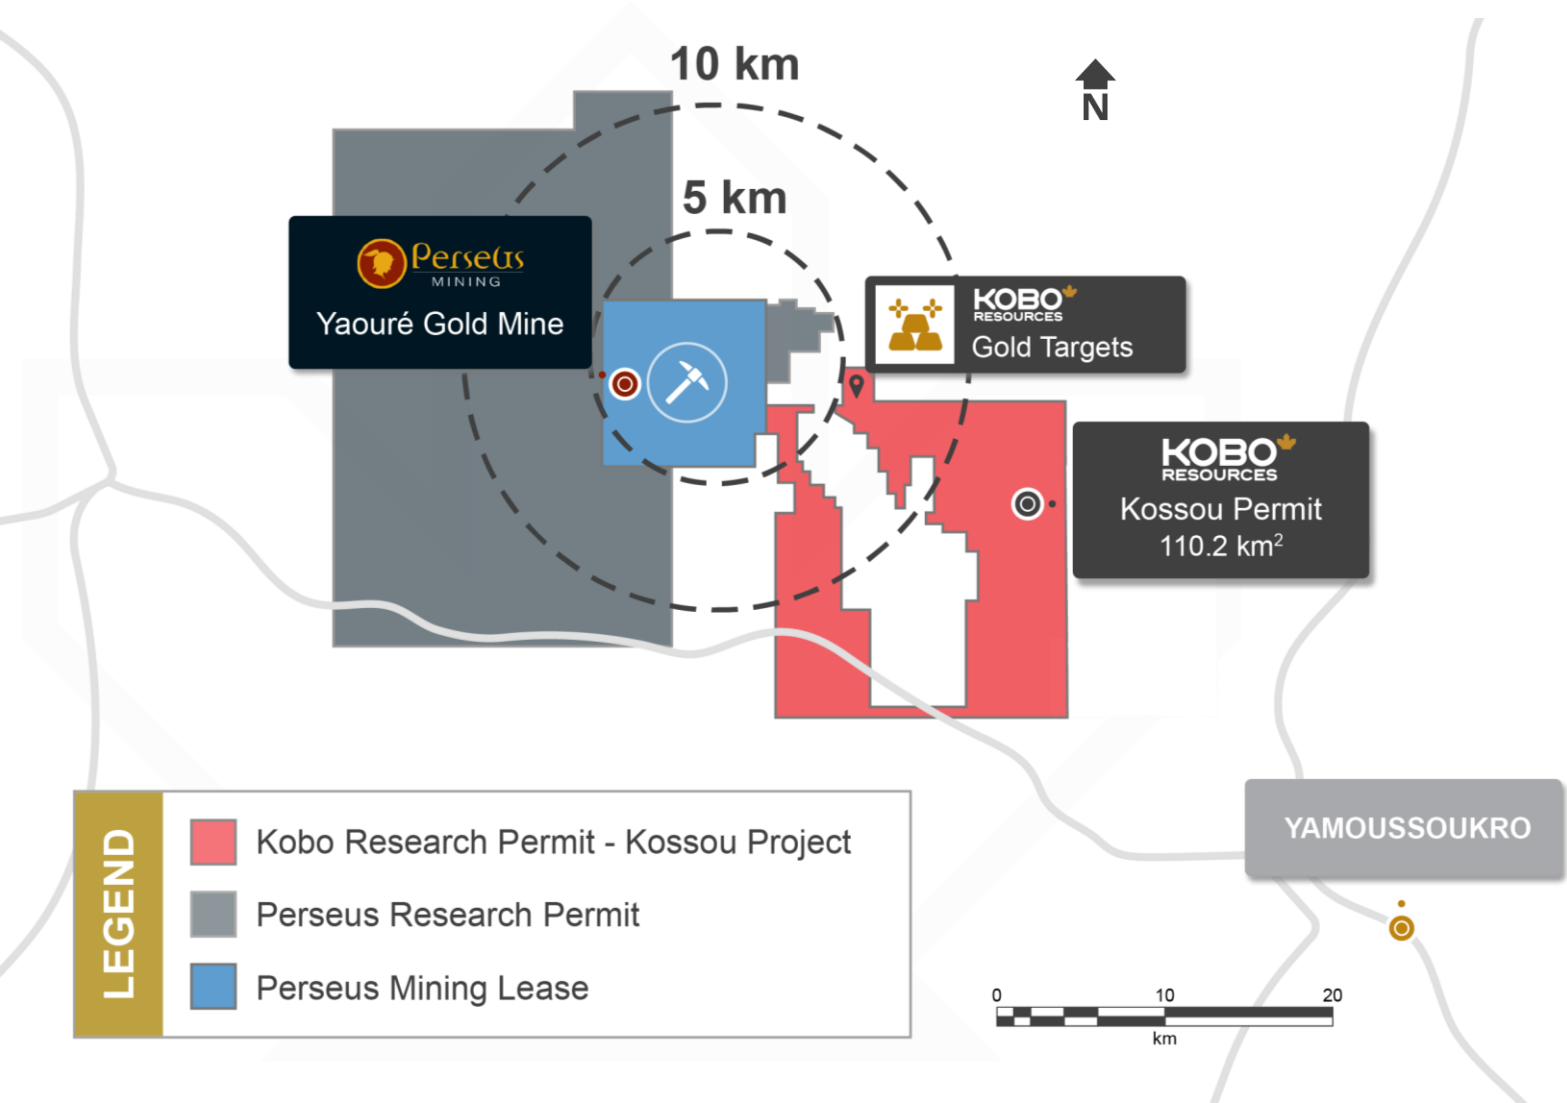 10 km
N
5 km
Perseus
MINING
Yaouré Gold Mine
KOBO
RESOURCES
Gold Targets
KOBO
RESOURCES
Kossou Permit
110.2 km²
YAMOUSSOUKRO
LEGEND
Kobo Research Permit - Kossou Project
Perseus Research Permit
Perseus Mining Lease
0 10 20
km